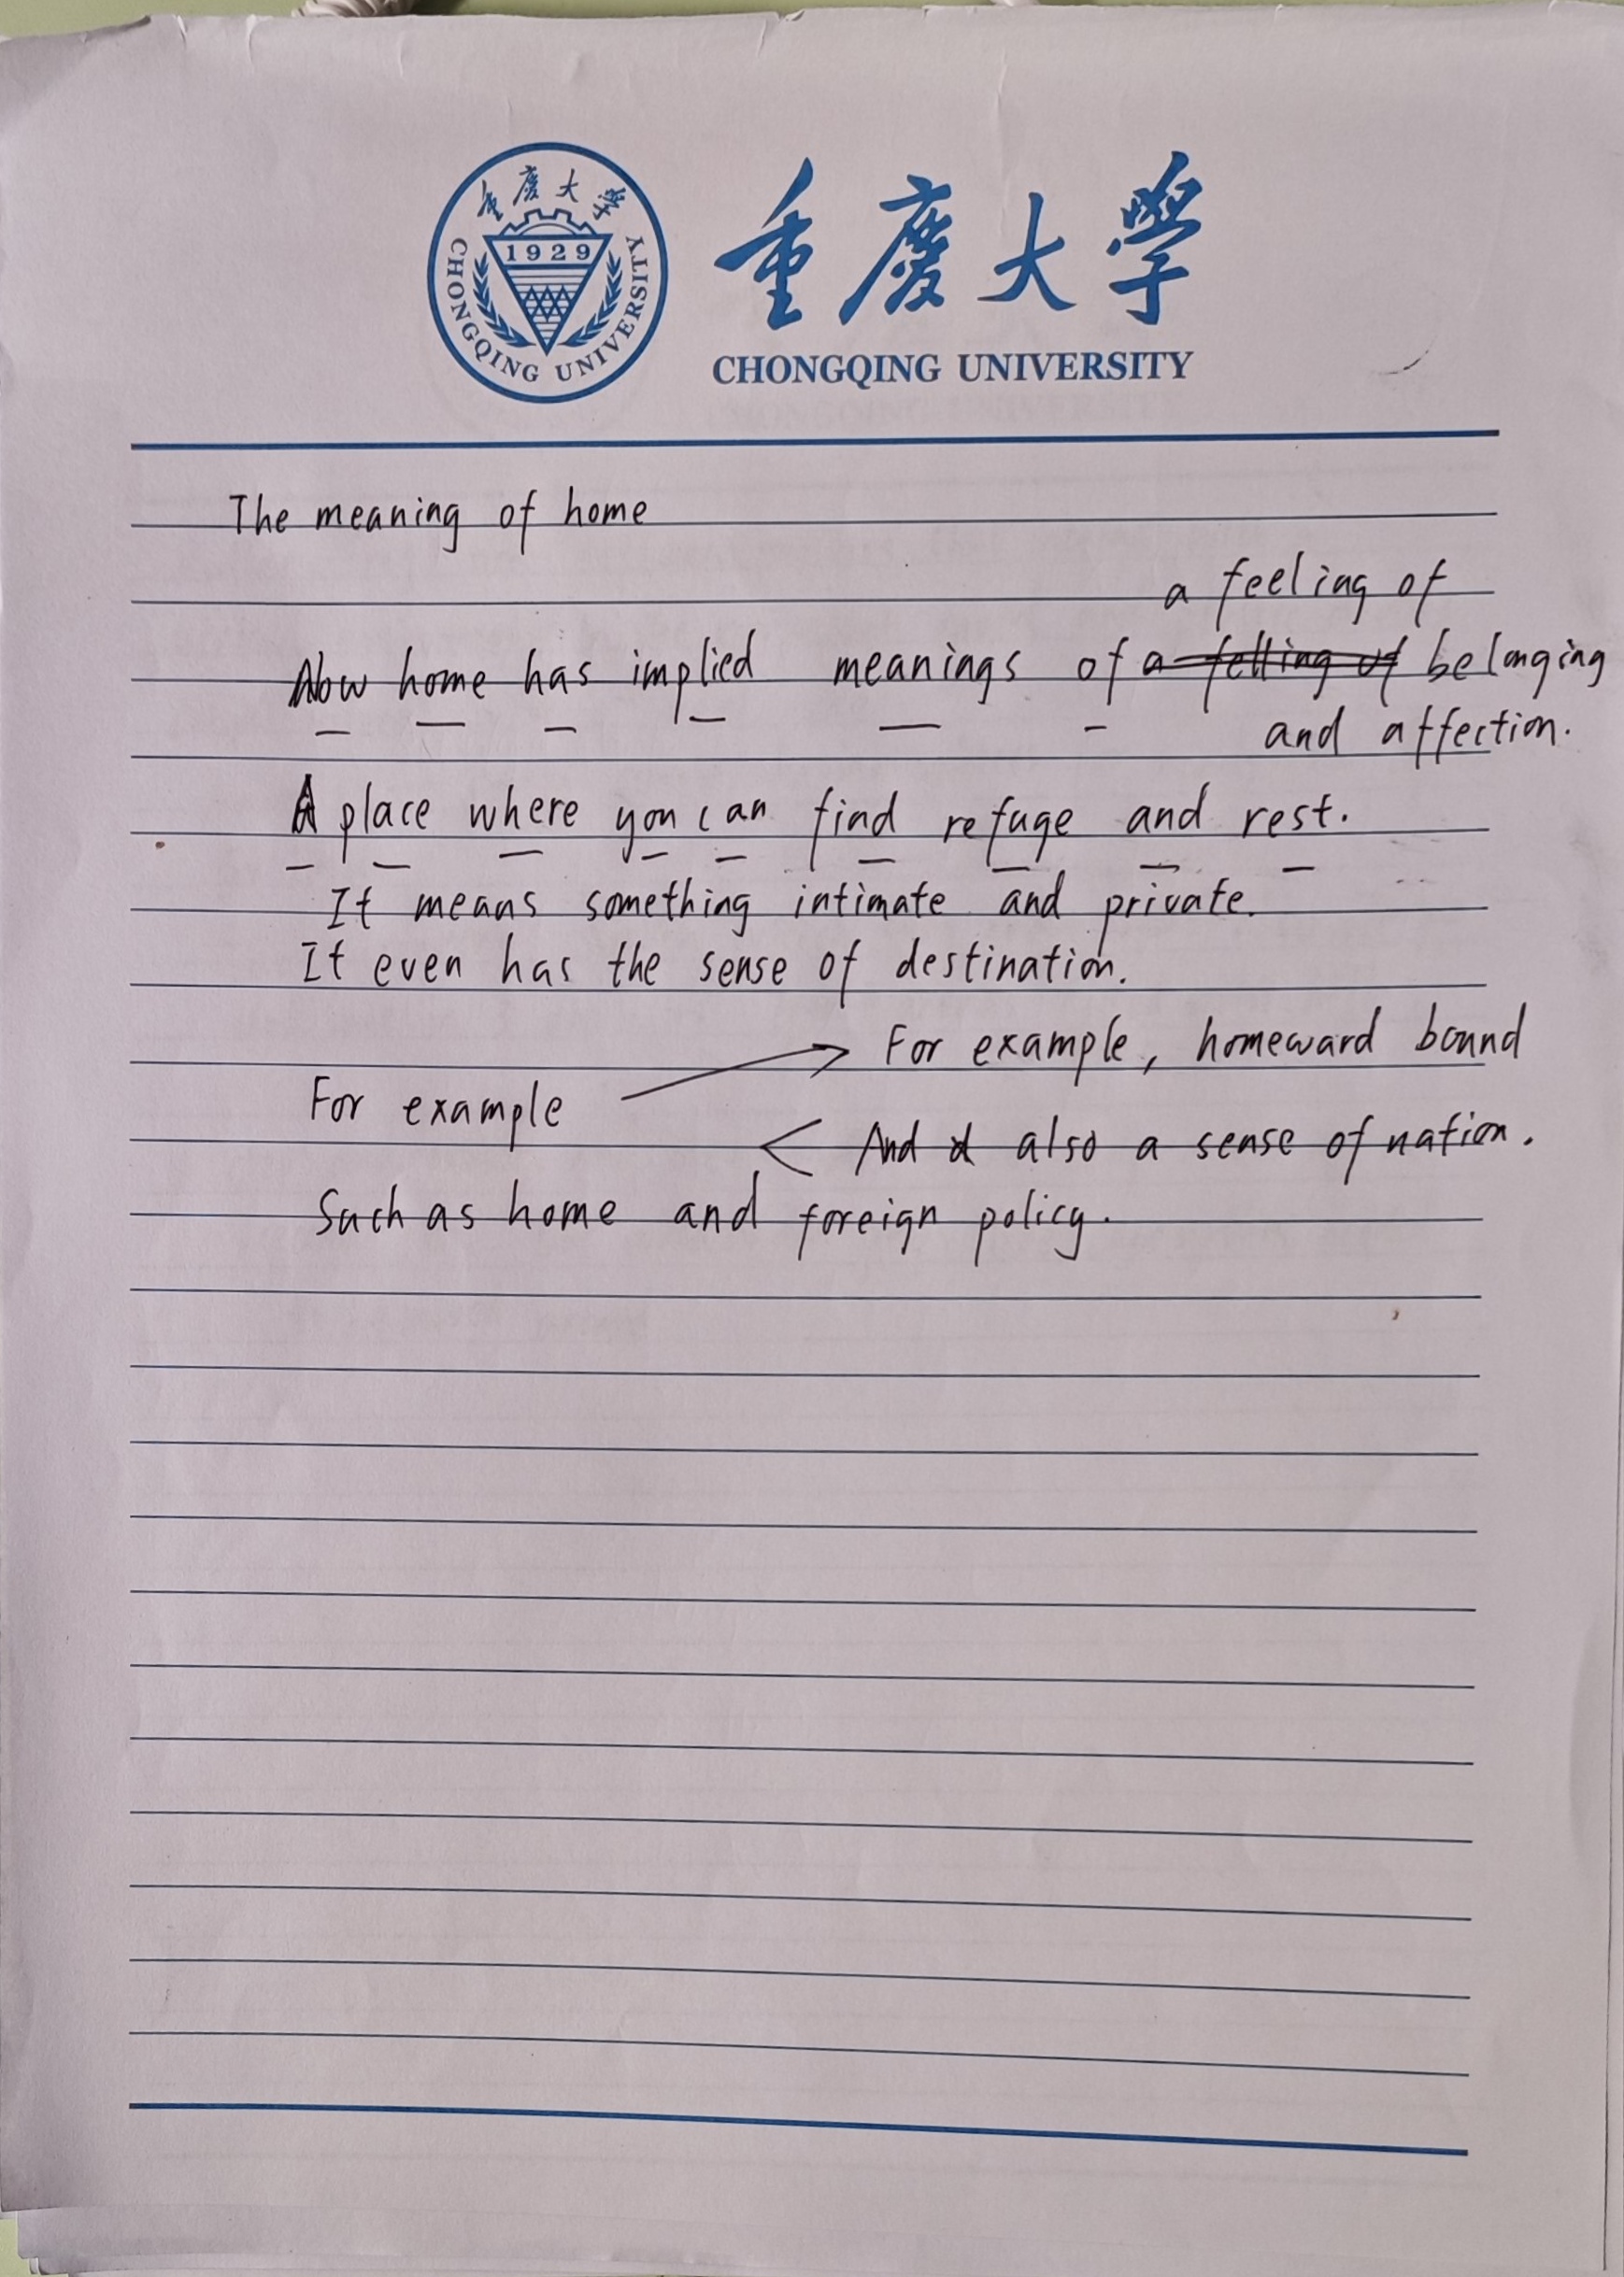 重慶大學
1929
CHONGQING UNIVERSITY
重慶大學
CHONGQING UNIVERSITY
The meaning of home
a feeling of
Now home has implied meanings of a felling of belonging
and affection.
A place where you can find refuge and rest.
It means something intimate and private.
It even has the sense of destination.
For example, homeward bound
For example
And also a sense of nation.
Such as home and foreign policy.